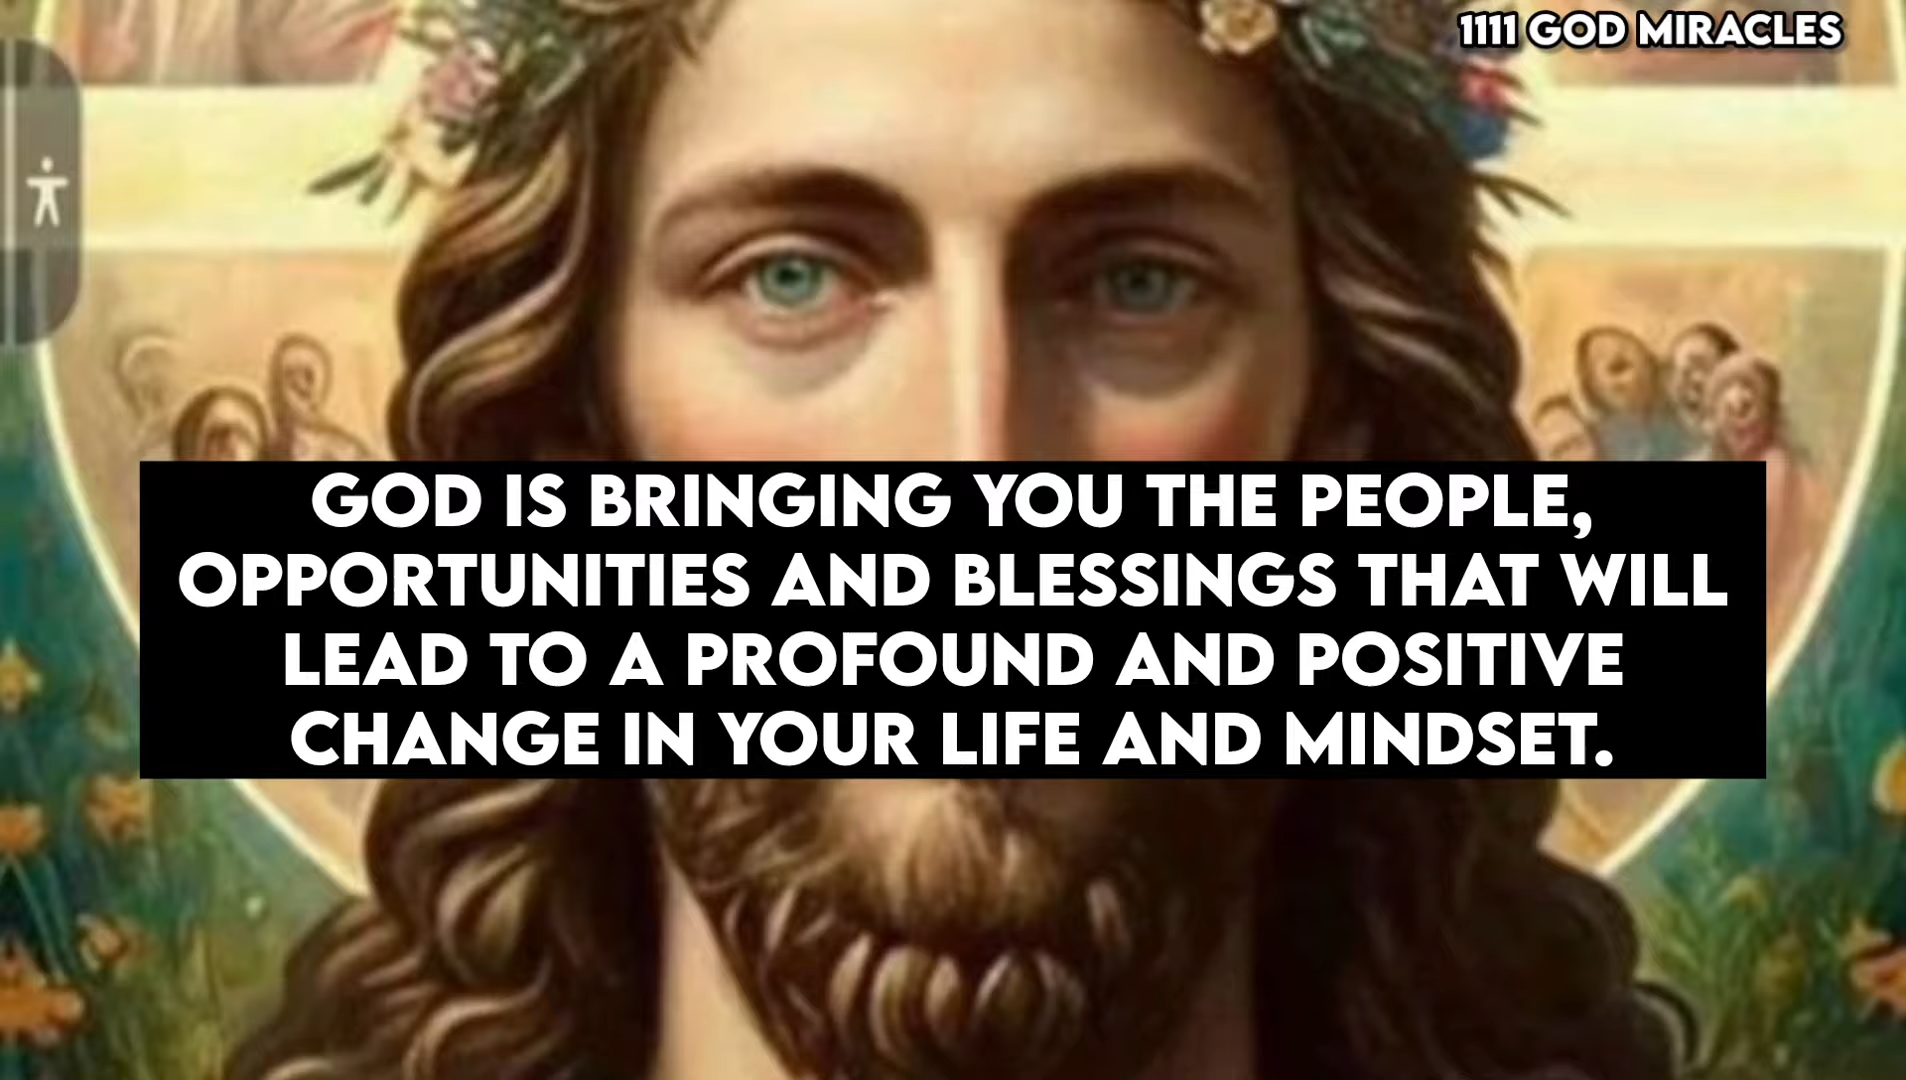 1111 GOD MIRACLES
GOD IS BRINGING YOU THE PEOPLE,
OPPORTUNITIES AND BLESSINGS THAT WILL
LEAD TO A PROFOUND AND POSITIVE
CHANGE IN YOUR LIFE AND MINDSET.